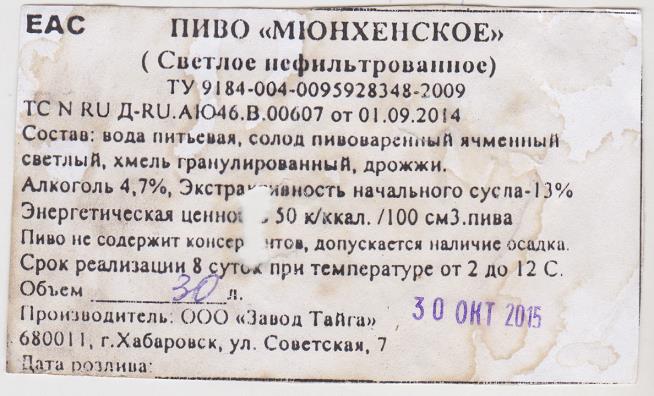 EAC
ПИВО «МЮНХЕНСКОЕ»
( Светлое нефильтрованное)
ТУ 9184-004-0095928348-2009
ТС N RU Д-RU.АЮ46.В.00607 от 01.09.2014
Состав: вода питьевая, солод пивоваренный ячменный
светлый, хмель гранулированный, дрожжи.
Алкоголь 4,7%, Экстрактивность начального сусла-13%
Энергетическая 50 к/ккал. /100 см3.пива
Пиво не содержит допускается наличие осадка.
Срок реализации 8 суток при температуре от 2 до 12 С.
Объем 30 л.
Производитель: ООО «Завод Тайга»
30 ОКТ 2015
680011, г.Хабаровск, ул. Советская, 7
Дата розлива: